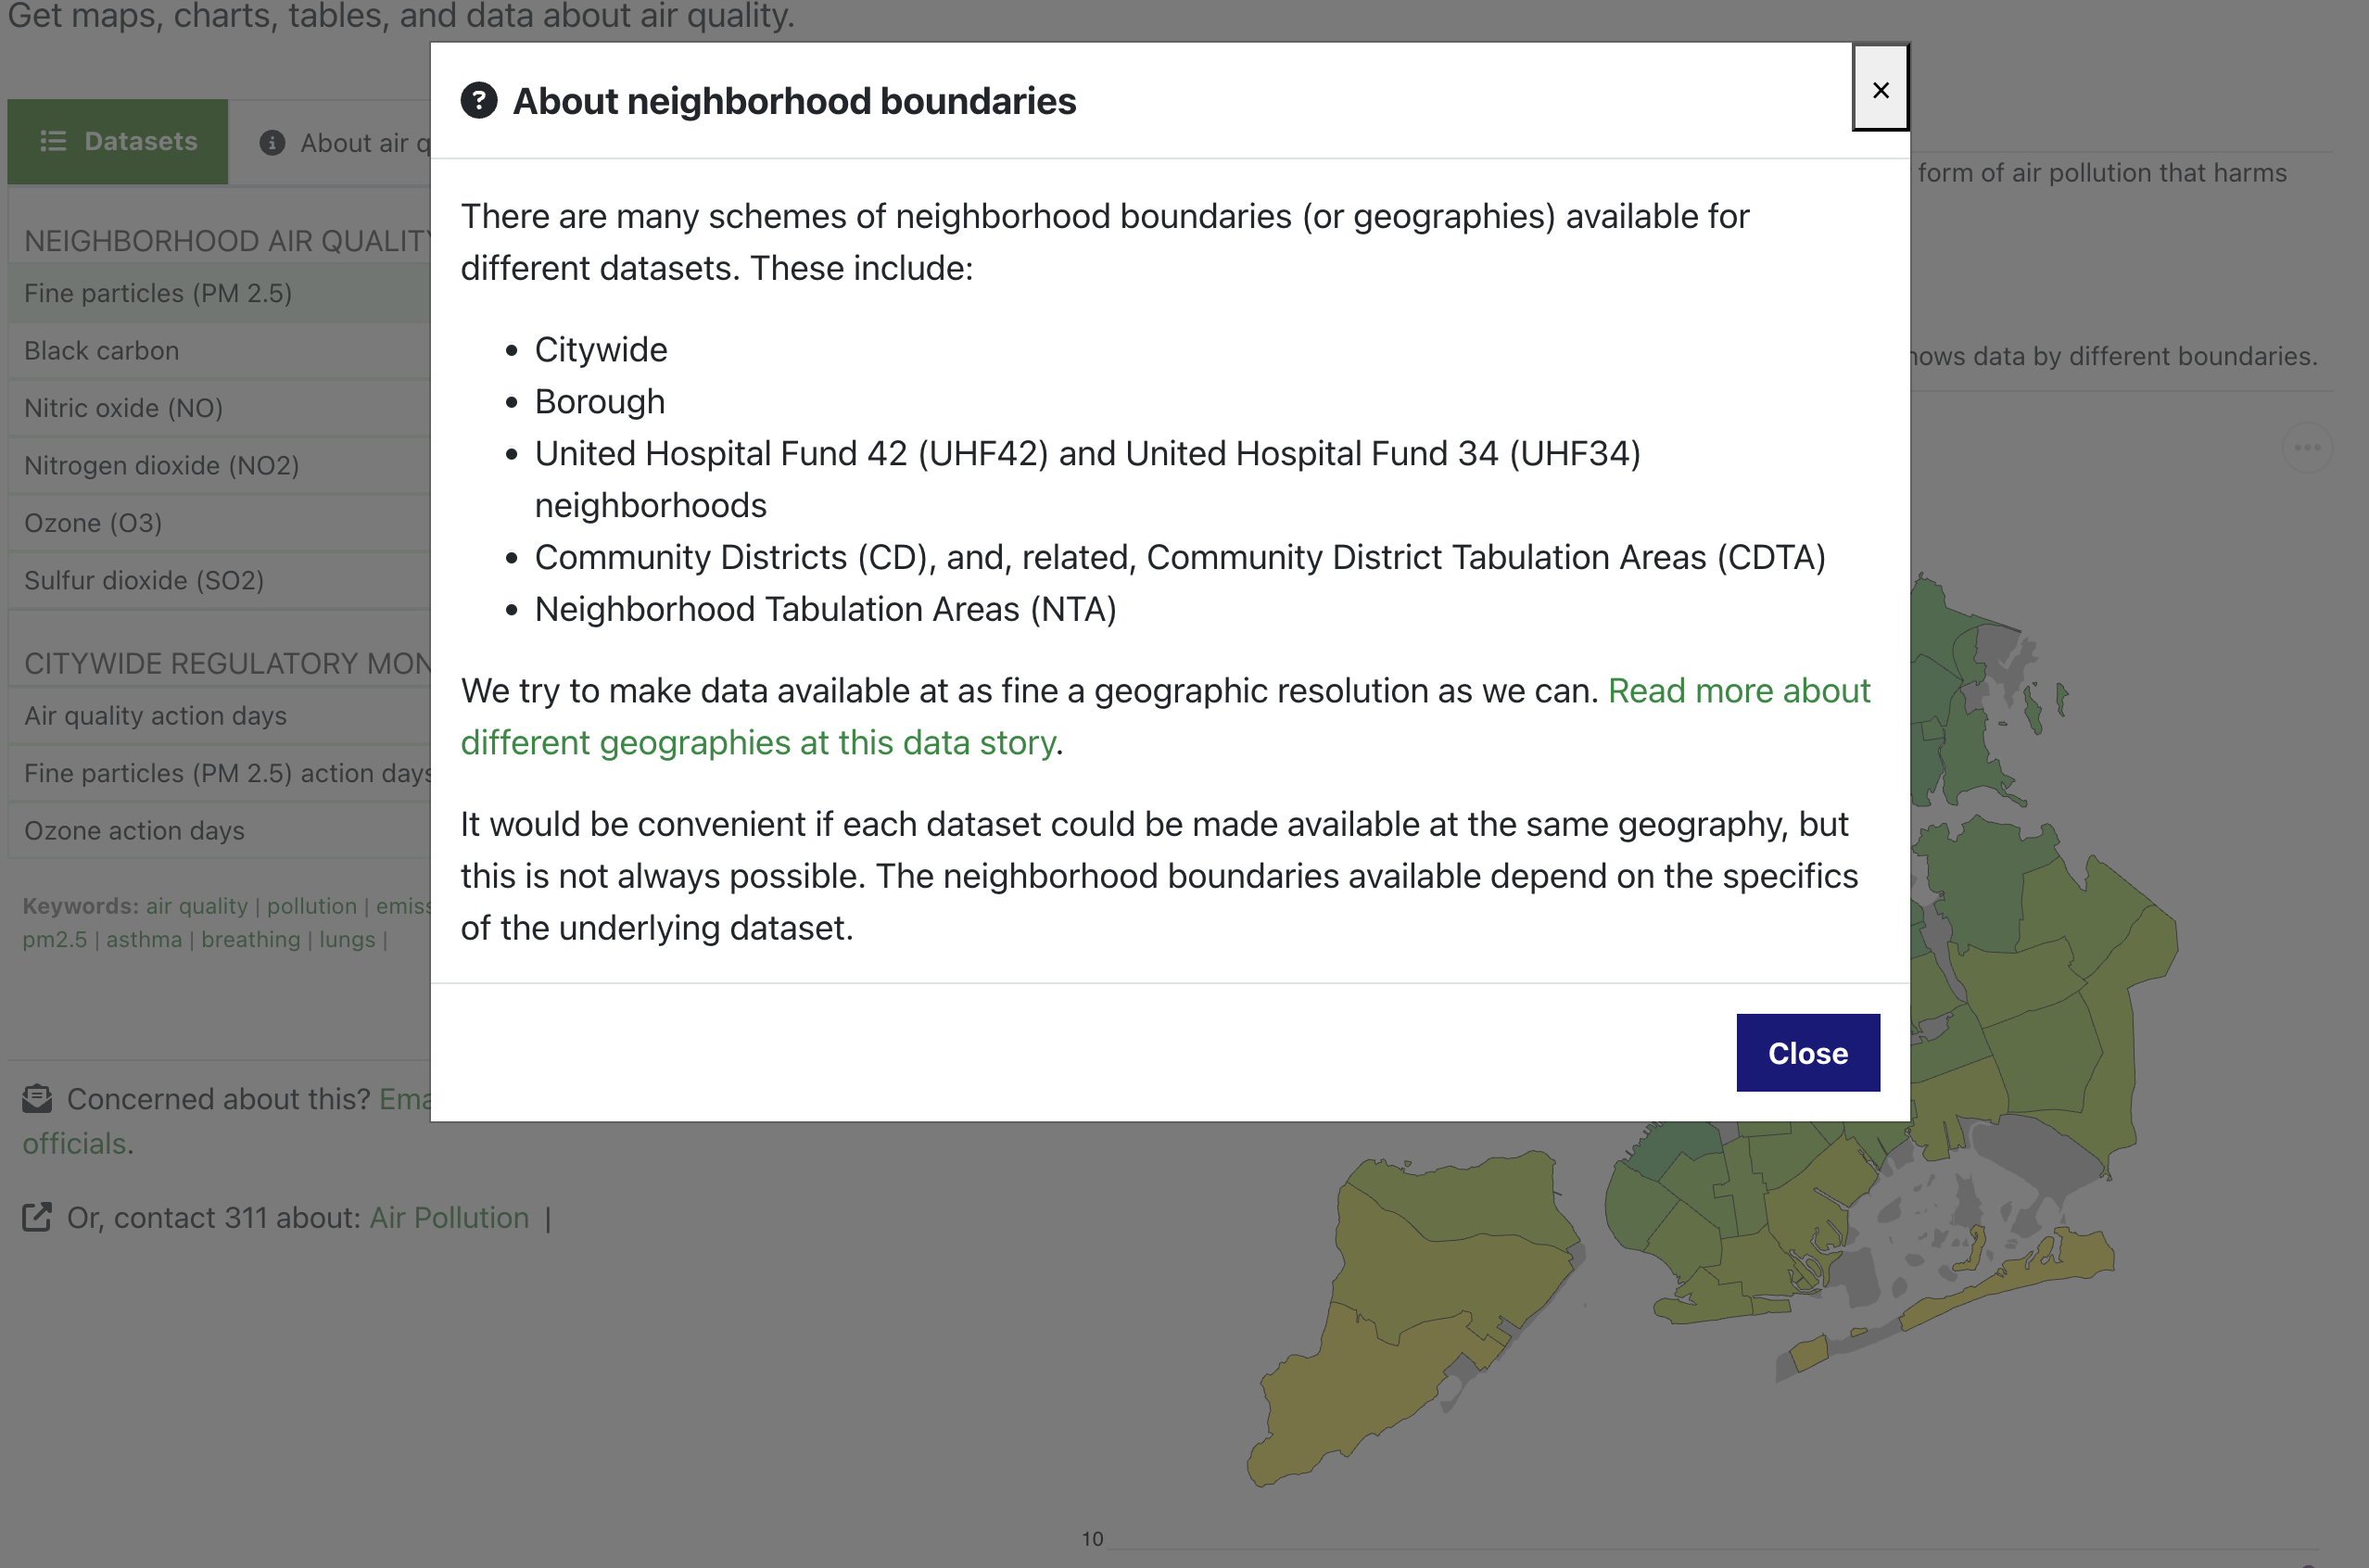 Get maps, charts, tables, and data about air quality.
About neighborhood boundaries
×
Datasets
About air q
form of air pollution that harms
There are many schemes of neighborhood boundaries (or geographies) available for
different datasets. These include:
NEIGHBORHOOD AIR QUALITY
Fine particles (PM 2.5)
Black carbon
Nitric oxide (NO)
Nitrogen dioxide (NO2)
Ozone (O3)
Sulfur dioxide (SO2)
• Citywide
• Borough
• United Hospital Fund 42 (UHF42) and United Hospital Fund 34 (UHF34)
neighborhoods
• Community Districts (CD), and, related, Community District Tabulation Areas (CDTA)
• Neighborhood Tabulation Areas (NTA)
hows data by different boundaries.
CITYWIDE REGULATORY MON
Air quality action days
Fine particles (PM 2.5) action days
Ozone action days
We try to make data available at as fine a geographic resolution as we can. Read more about
different geographies at this data story.
It would be convenient if each dataset could be made available at the same geography, but
this is not always possible. The neighborhood boundaries available depend on the specifics
of the underlying dataset.
Keywords: air quality | pollution | emiss
pm2.5 | asthma | breathing | lungs |
Close
Concerned about this? Ema
officials.
Or, contact 311 about: Air Pollution |
10